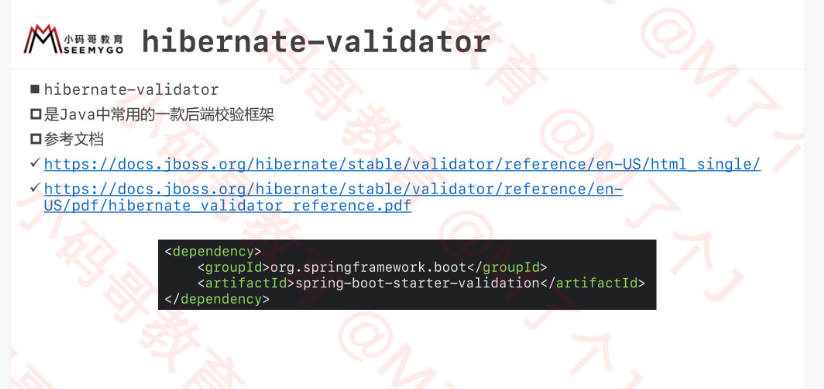 小码哥教育
SEEMYGO
hibernate-validator
hibernate-validator
是Java中常用的一款后端校验框架
参考文档
https://docs.jboss.org/hibernate/stable/validator/reference/en-US/html_single/
https://docs.jboss.org/hibernate/stable/validator/reference/en-
US/pdf/hibernate_validator_reference.pdf
<dependency>
    <groupId>org.springframework.boot</groupId>
    <artifactId>spring-boot-starter-validation</artifactId>
</dependency>
小码哥教育 @M了个J